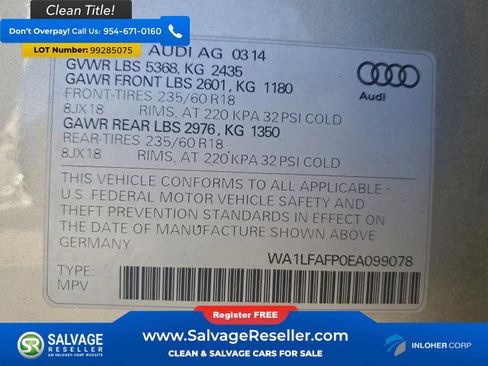 Clean Title!
Don't Overpay! Call Us: 954-671-0160
LOT Number: 99285075
AUDI AG 0314
GVWR LBS 5368, KG 2435
GAWR FRONT LBS 2601, KG 1180
FRONT-TIRES 235/60 R18
8JX18 RIMS, AT 220 KPA 32 PSI COLD
GAWR REAR LBS 2976, KG 1350
REAR-TIRES 235/60 R18
8JX18 RIMS, AT 220 KPA 32 PSI COLD
Audi
THIS VEHICLE CONFORMS TO ALL APPLICABLE
U.S. FEDERAL MOTOR VEHICLE SAFETY AND
THEFT PREVENTION STANDARDS IN EFFECT ON
THE DATE OF MANUFACTURE SHOWN ABOVE.
WA1LFAFP0EA099078
TYPE:
MPV
Register FREE!
SALVAGE
RESELLER
AN INLOHER CORP WEBSITE
www.SalvageReseller.com
CLEAN & SALVAGE CARS FOR SALE
INLOHER CORP